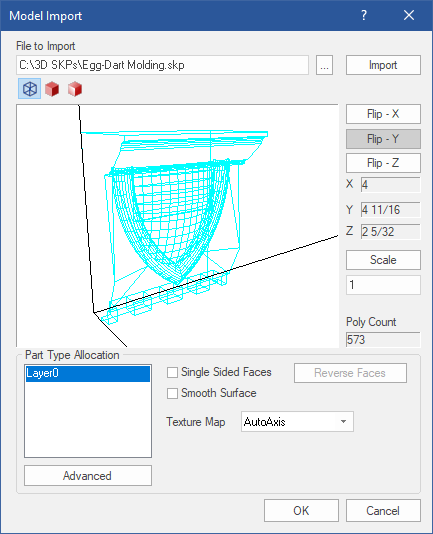 Model Import ? ×
File to Import
C:\3D SKPs\Egg-Dart Molding.skp ... Import
Flip - X
Flip - Y
Flip - Z
X 4
Y 4 11/16
Z 2 5/32
Scale
1
Poly Count
573
Part Type Allocation
Layer0
Single Sided Faces Reverse Faces
Smooth Surface
Texture Map AutoAxis
Advanced
OK Cancel